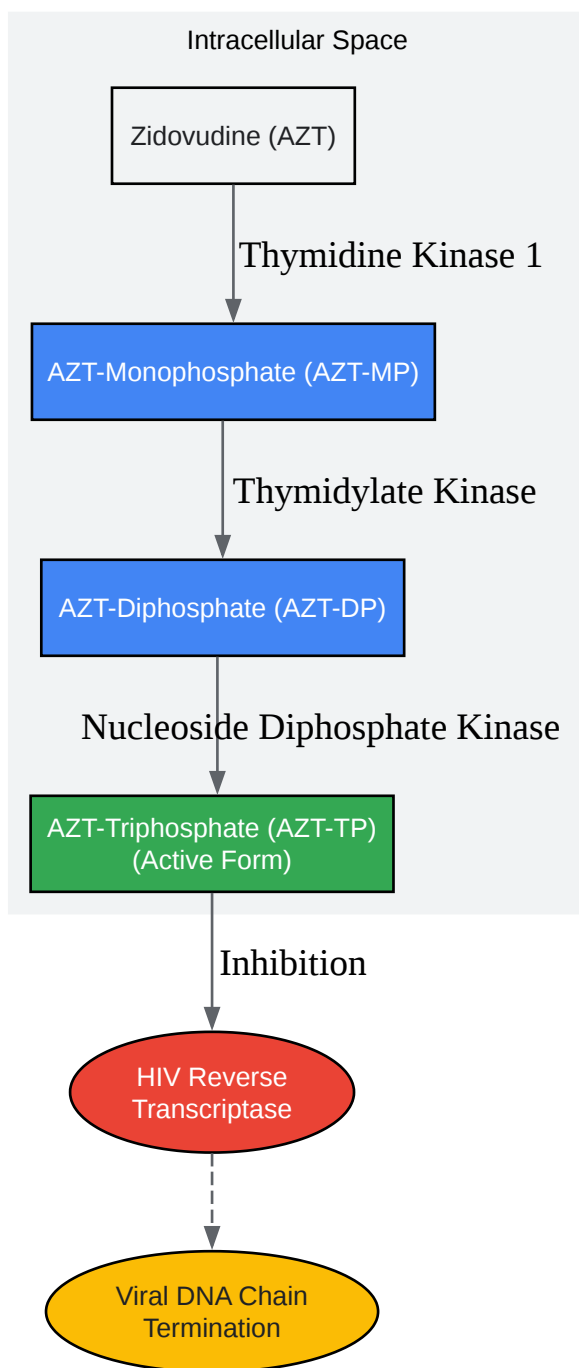 Intracellular Space
Zidovudine (AZT)
Thymidine Kinase 1
AZT-Monophosphate (AZT-MP)
Thymidylate Kinase
AZT-Diphosphate (AZT-DP)
Nucleoside Diphosphate Kinase
AZT-Triphosphate (AZT-TP)
(Active Form)
Inhibition
HIV Reverse
Transcriptase
Viral DNA Chain
Termination